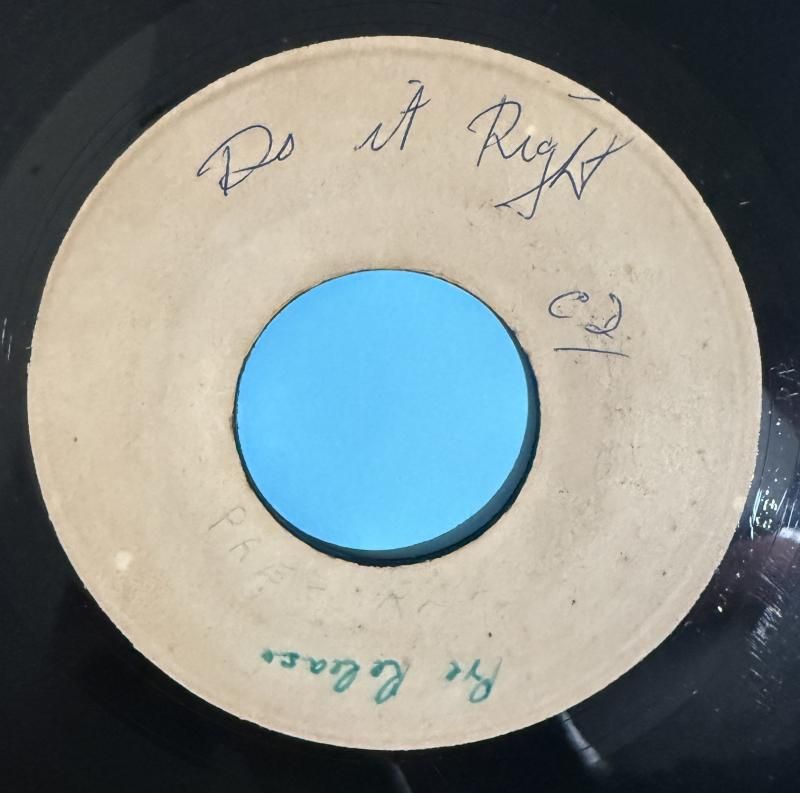 Do it Right
C2
Pre Release